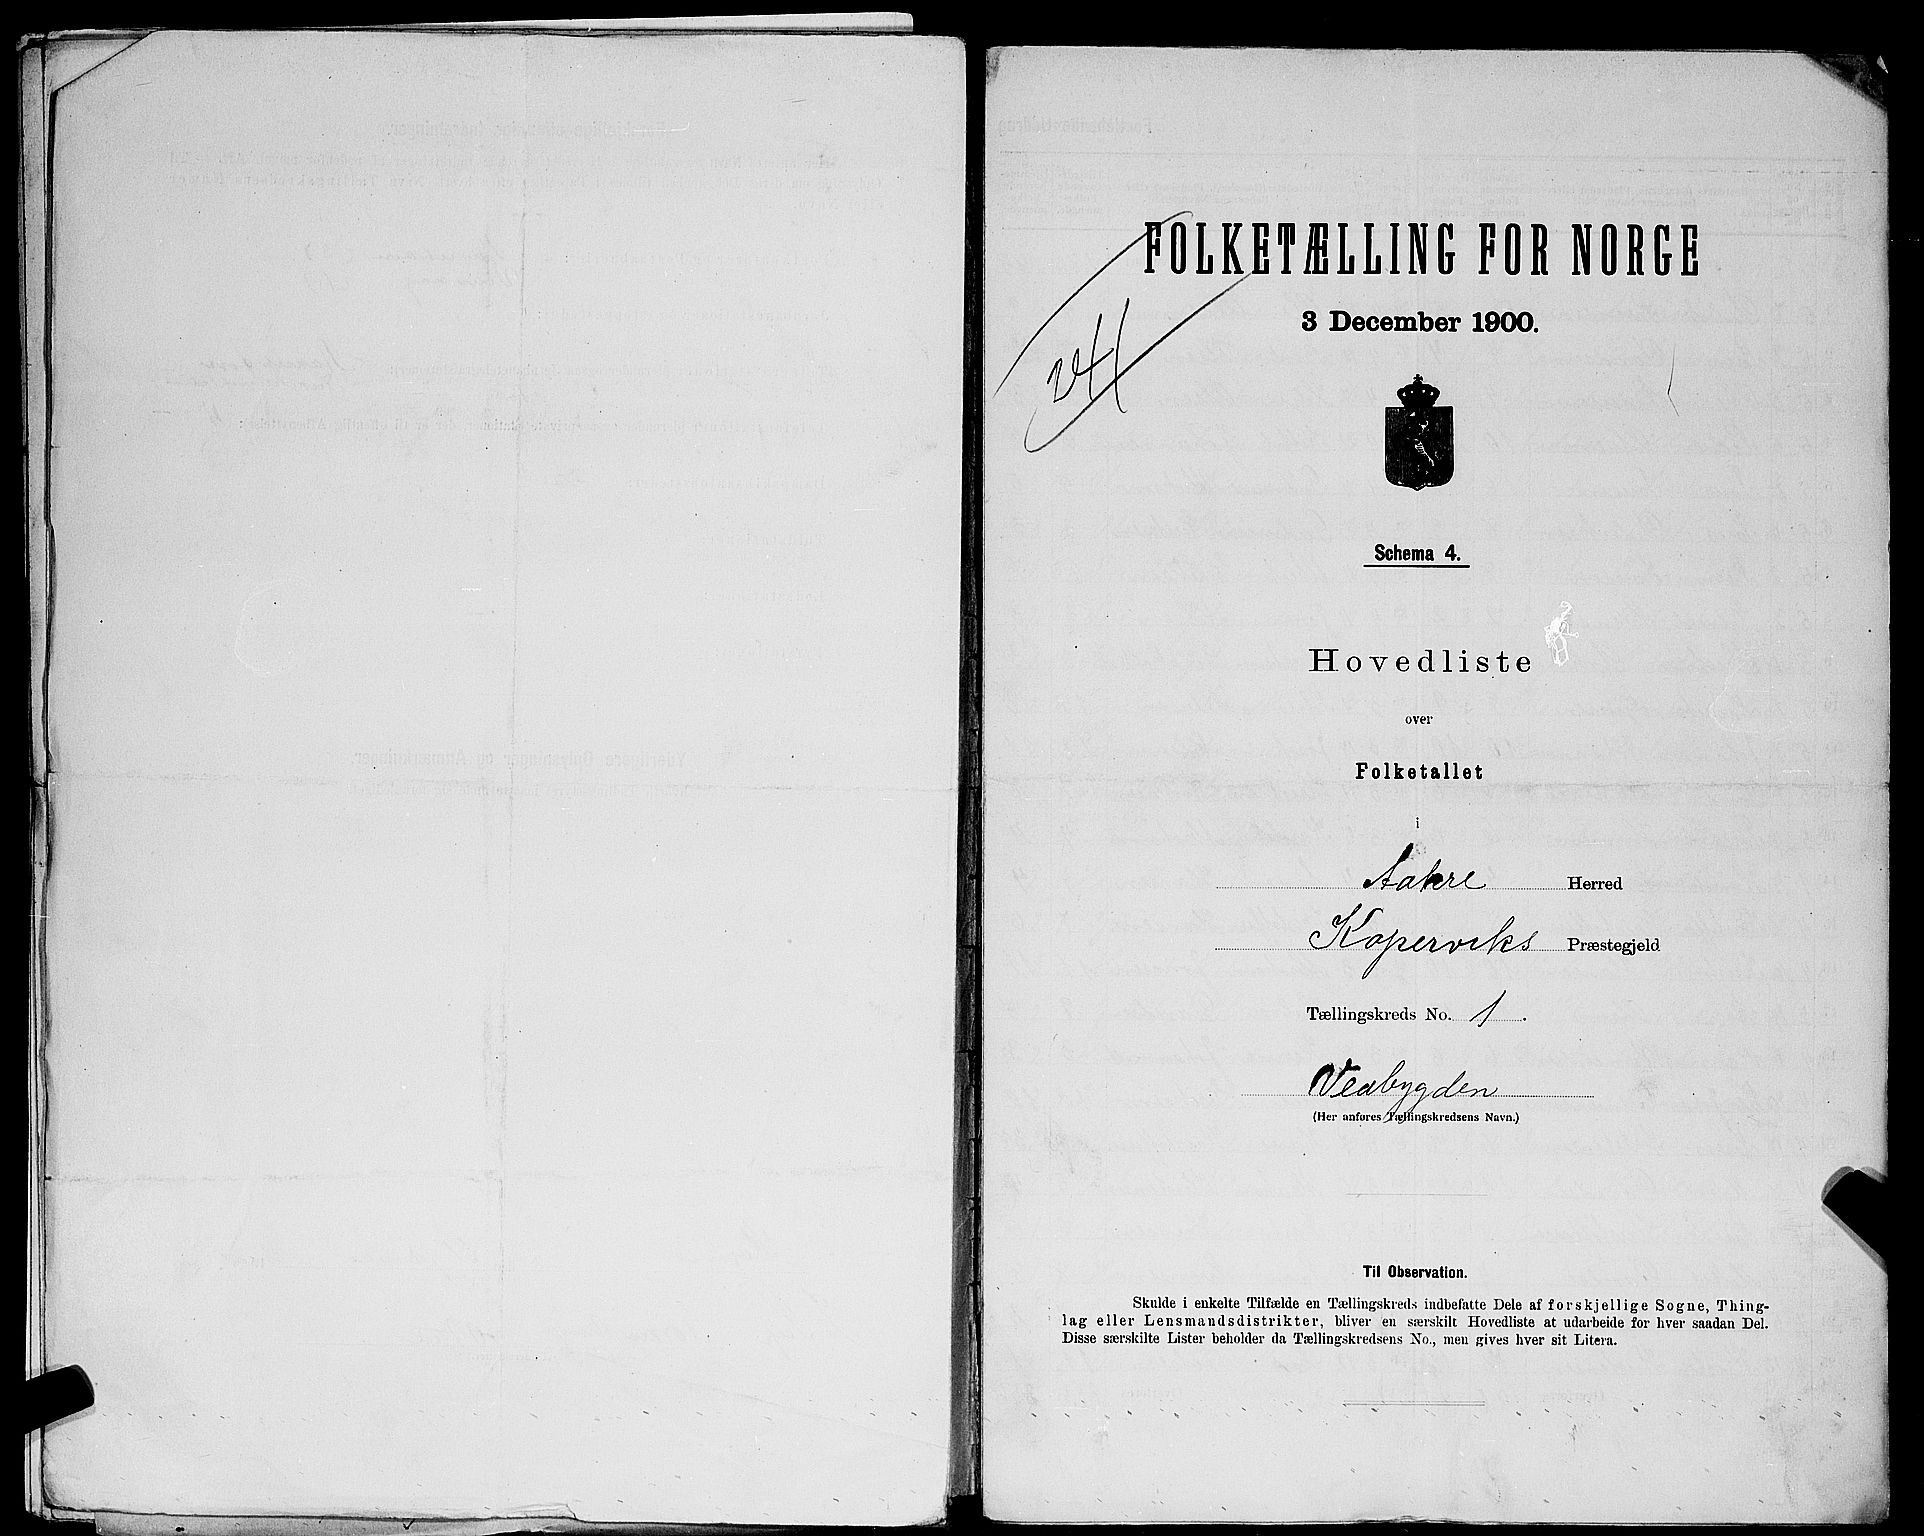 FOLKETÆLLING FOR NORGE
3 December 1900.
Schema 4.
Hovedliste
over
Folketallet
i
Aakre Herred
Koperviks Præstegjeld
Tællingskreds No. 1.
Veabygden
(Her anføres Tællingskredsens Navn.)
Til Observation.
Skulde i enkelte Tilfælde en Tællingskreds indbefatte Dele af forskjellige Sogne, Thing-
lag eller Lensmandsdistrikter, bliver en særskilt Hovedliste at udarbeide for hver saadan Del.
Disse særskilte Lister beholder da Tællingskredsens No., men gives hver sit Litera.